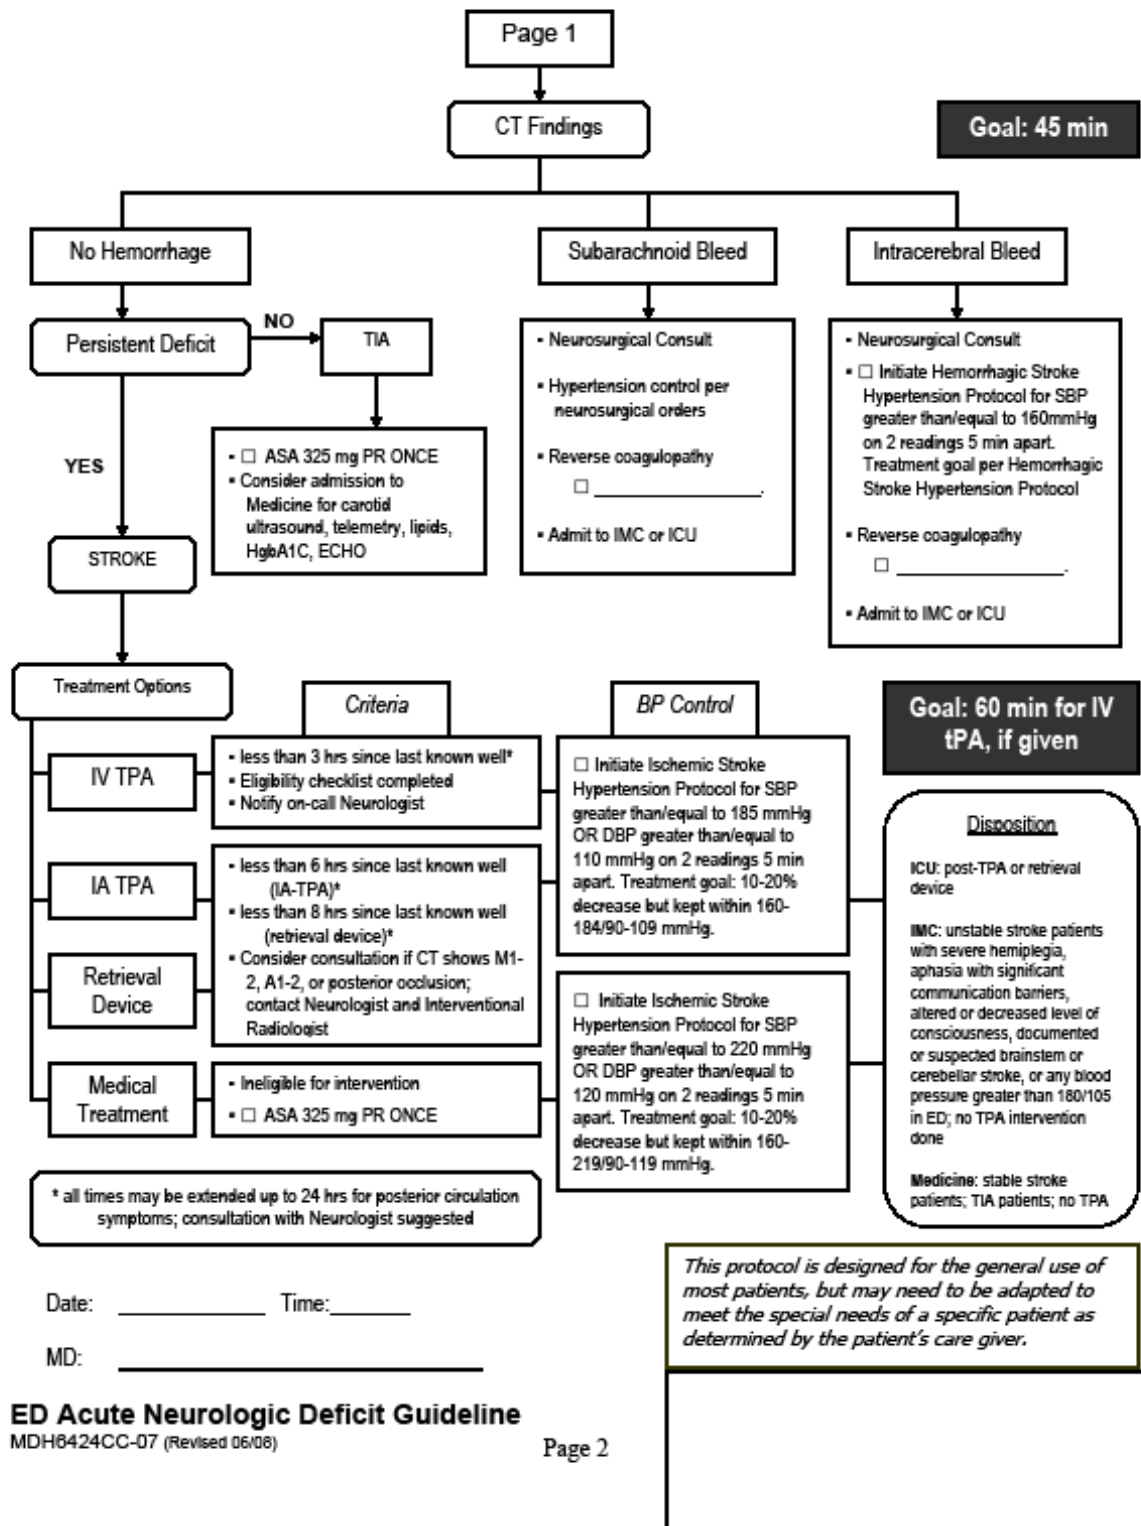 Page 1
CT Findings
Goal: 45 min
No Hemorrhage
Subarachnoid Bleed
Intracerebral Bleed
Persistent Deficit
NO
TIA
YES
STROKE
▪ ☐ ASA 325 mg PR ONCE
▪ Consider admission to
Medicine for carotid
ultrasound, telemetry, lipids,
HgbA1C, ECHO
▪ Neurosurgical Consult
▪ Hypertension control per
neurosurgical orders
▪ Reverse coagulopathy
☐ ____________________.
▪ Admit to IMC or ICU
▪ Neurosurgical Consult
▪ ☐ Initiate Hemorrhagic Stroke
Hypertension Protocol for SBP
greater than/equal to 160mmHg
on 2 readings 5 min apart.
Treatment goal per Hemorrhagic
Stroke Hypertension Protocol
▪ Reverse coagulopathy
☐ ____________________.
▪ Admit to IMC or ICU
Treatment Options
Criteria
BP Control
Goal: 60 min for IV
tPA, if given
IV TPA
▪ less than 3 hrs since last known well*
▪ Eligibility checklist completed
▪ Notify on-call Neurologist
IA TPA
Retrieval
Device
▪ less than 6 hrs since last known well
(IA-TPA)*
▪ less than 8 hrs since last known well
(retrieval device)*
▪ Consider consultation if CT shows M1-
2, A1-2, or posterior occlusion;
contact Neurologist and Interventional
Radiologist
Medical
Treatment
▪ Ineligible for intervention
▪ ☐ ASA 325 mg PR ONCE
☐ Initiate Ischemic Stroke
Hypertension Protocol for SBP
greater than/equal to 185 mmHg
OR DBP greater than/equal to
110 mmHg on 2 readings 5 min
apart. Treatment goal: 10-20%
decrease but kept within 160-
184/90-109 mmHg.
☐ Initiate Ischemic Stroke
Hypertension Protocol for SBP
greater than/equal to 220 mmHg
OR DBP greater than/equal to
120 mmHg on 2 readings 5 min
apart. Treatment goal: 10-20%
decrease but kept within 160-
219/90-119 mmHg.
Disposition
ICU: post-TPA or retrieval
device
IMC: unstable stroke patients
with severe hemiplegia,
aphasia with significant
communication barriers,
altered or decreased level of
consciousness, documented
or suspected brainstem or
cerebellar stroke, or any blood
pressure greater than 180/105
in ED; no TPA intervention
done
Medicine: stable stroke
patients; TIA patients; no TPA
* all times may be extended up to 24 hrs for posterior circulation
symptoms; consultation with Neurologist suggested
This protocol is designed for the general use of
most patients, but may need to be adapted to
meet the special needs of a specific patient as
determined by the patient's care giver.
Date: ____________ Time:_______
MD: ______________________________
ED Acute Neurologic Deficit Guideline
MDH6424CC-07 (Revised 06/08)
Page 2